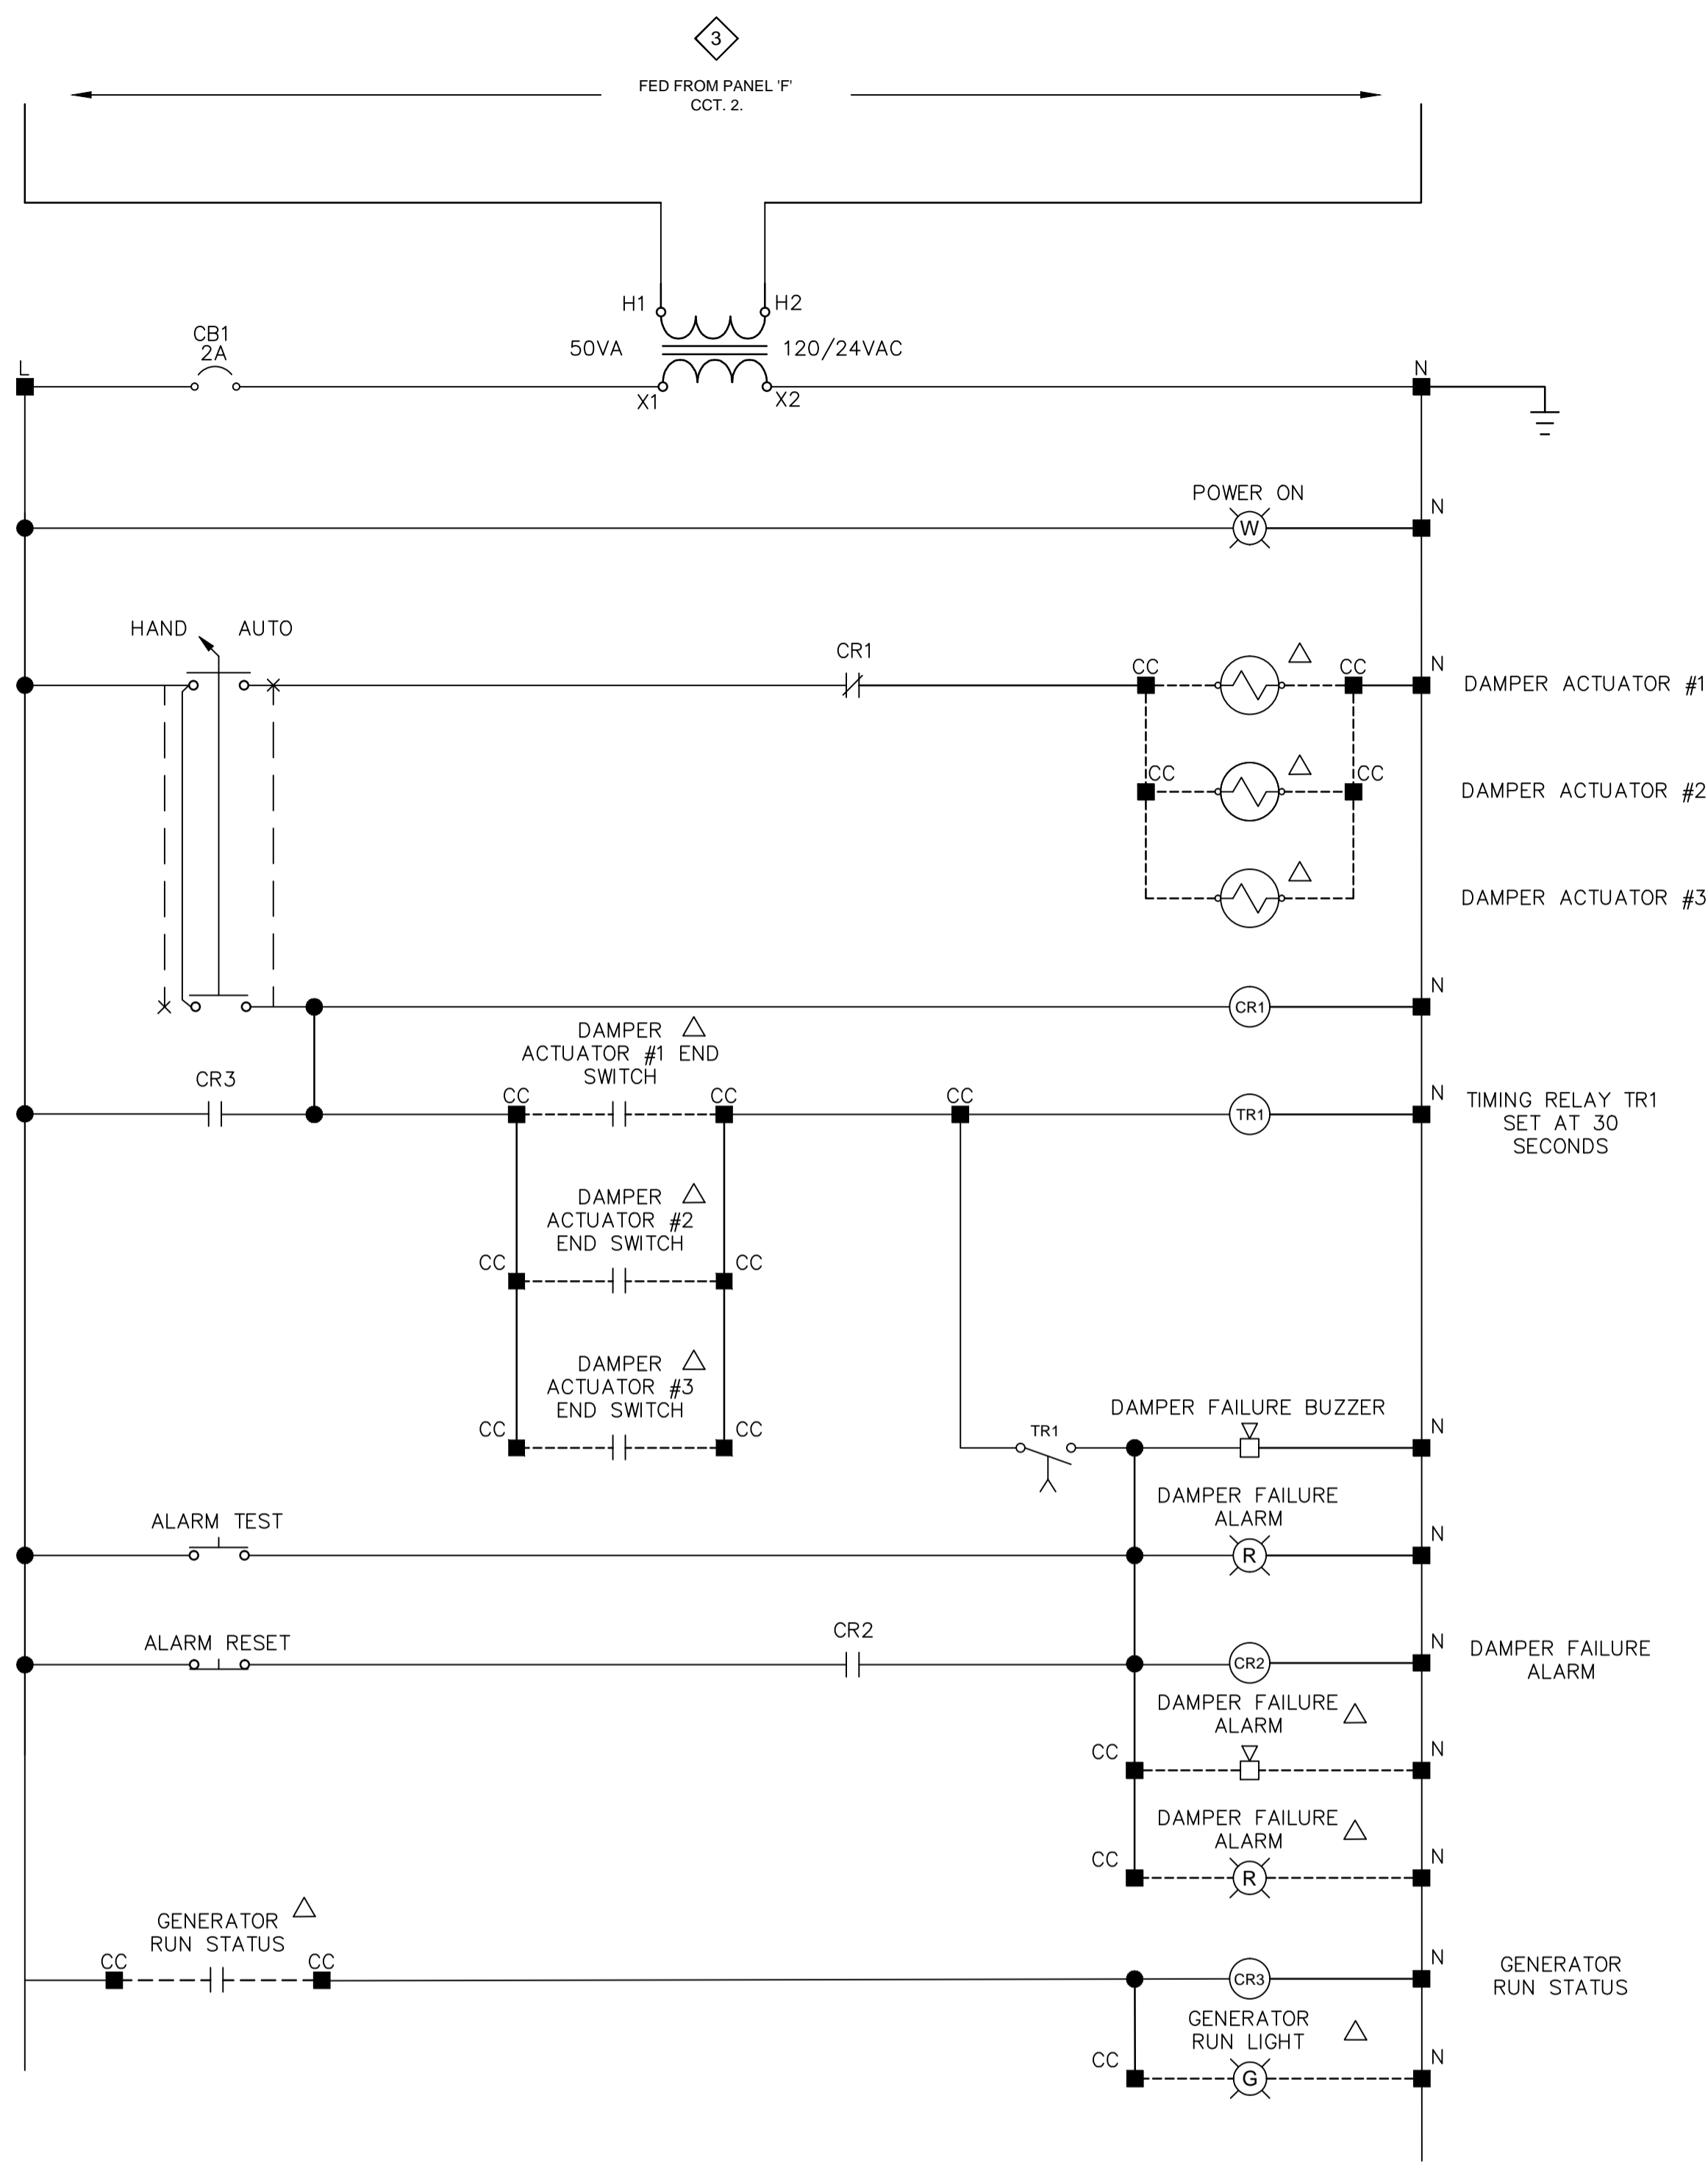 3
FED FROM PANEL 'F'
CCT. 2.
H1
H2
CB1
2A
50VA
120/24VAC
L
N
X1
X2
POWER ON
N
W
HAND
AUTO
CR1
CC
CC
N
DAMPER ACTUATOR #1
CC
CC
DAMPER ACTUATOR #2
DAMPER ACTUATOR #3
N
CR1
DAMPER
ACTUATOR #1 END
SWITCH
CR3
CC
CC
CC
N
TR1
TIMING RELAY TR1
SET AT 30
SECONDS
DAMPER
ACTUATOR #2
END SWITCH
CC
CC
DAMPER
ACTUATOR #3
END SWITCH
CC
CC
TR1
DAMPER FAILURE BUZZER
N
ALARM TEST
DAMPER FAILURE
ALARM
N
R
ALARM RESET
CR2
N
CR2
DAMPER FAILURE
ALARM
DAMPER FAILURE
ALARM
CC
N
DAMPER FAILURE
ALARM
CC
N
R
GENERATOR
RUN STATUS
CC
CC
N
CR3
GENERATOR
RUN STATUS
GENERATOR
RUN LIGHT
CC
N
G